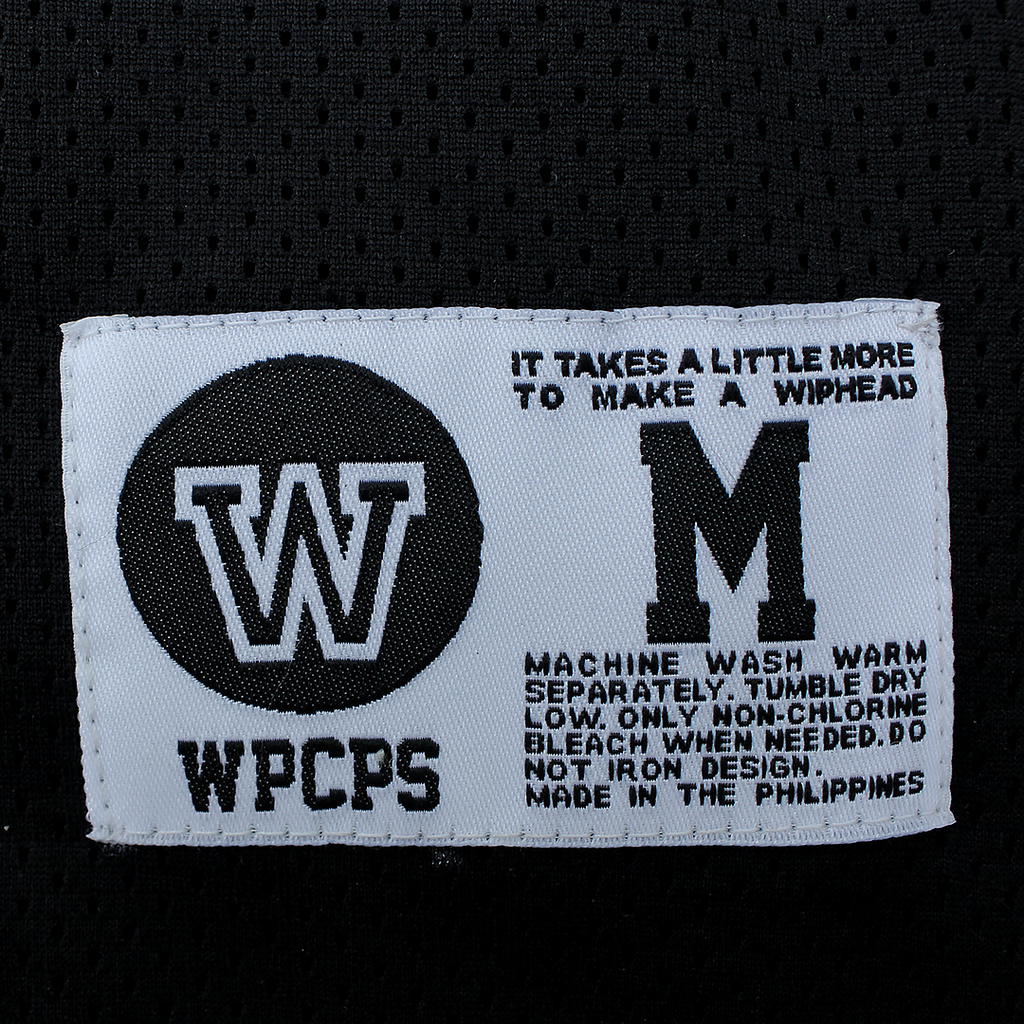 W
WPCPS
IT TAKES A LITTLE MORE
TO MAKE A WIPHEAD
M
MACHINE WASH WARM
SEPARATELY. TUMBLE DRY
LOW. ONLY NON-CHLORINE
BLEACH WHEN NEEDED. DO
NOT IRON DESIGN.
MADE IN THE PHILIPPINES